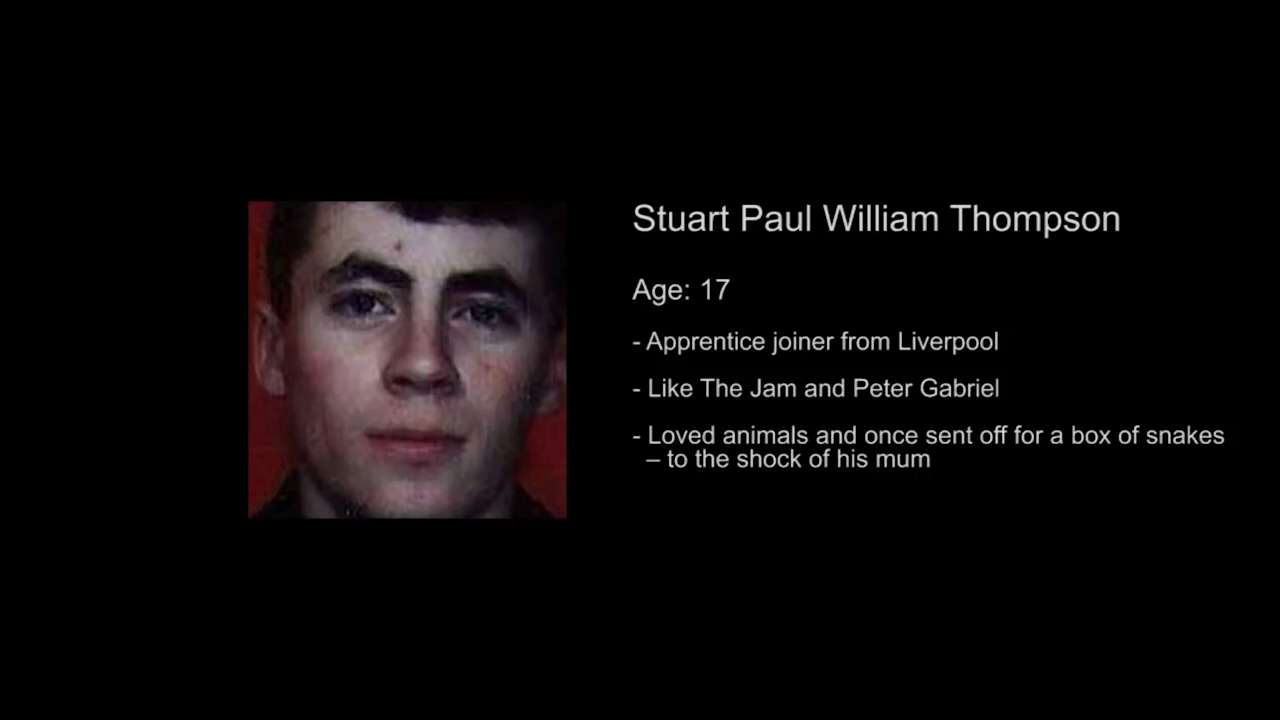 Stuart Paul William Thompson
Age: 17
- Apprentice joiner from Liverpool
- Like The Jam and Peter Gabriel
- Loved animals and once sent off for a box of snakes
– to the shock of his mum